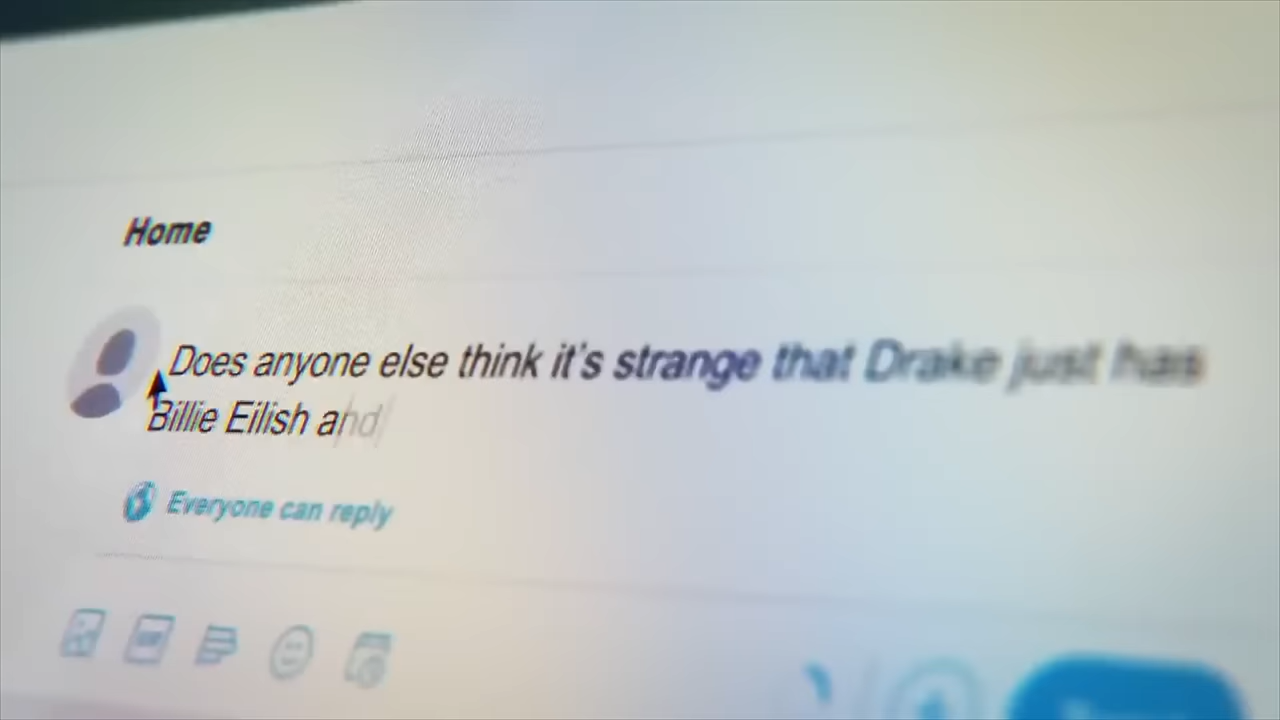 Home
Does anyone else think it's strange that Drake just has
Billie Eilish and
Everyone can reply